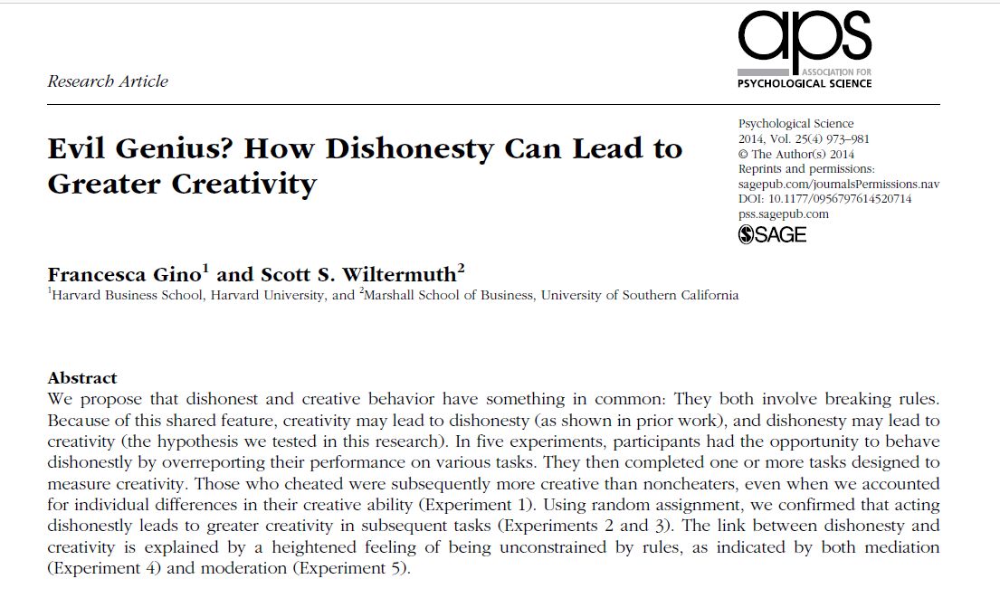 aps
ASSOCIATION FOR
PSYCHOLOGICAL SCIENCE
Research Article
Evil Genius? How Dishonesty Can Lead to
Greater Creativity
Psychological Science
2014, Vol. 25(4) 973–981
© The Author(s) 2014
Reprints and permissions:
sagepub.com/journalsPermissions.nav
DOI: 10.1177/0956797614520714
pss.sagepub.com
SAGE
Francesca Gino¹ and Scott S. Wiltermuth²
¹Harvard Business School, Harvard University, and ²Marshall School of Business, University of Southern California
Abstract
We propose that dishonest and creative behavior have something in common: They both involve breaking rules.
Because of this shared feature, creativity may lead to dishonesty (as shown in prior work), and dishonesty may lead to
creativity (the hypothesis we tested in this research). In five experiments, participants had the opportunity to behave
dishonestly by overreporting their performance on various tasks. They then completed one or more tasks designed to
measure creativity. Those who cheated were subsequently more creative than noncheaters, even when we accounted
for individual differences in their creative ability (Experiment 1). Using random assignment, we confirmed that acting
dishonestly leads to greater creativity in subsequent tasks (Experiments 2 and 3). The link between dishonesty and
creativity is explained by a heightened feeling of being unconstrained by rules, as indicated by both mediation
(Experiment 4) and moderation (Experiment 5).